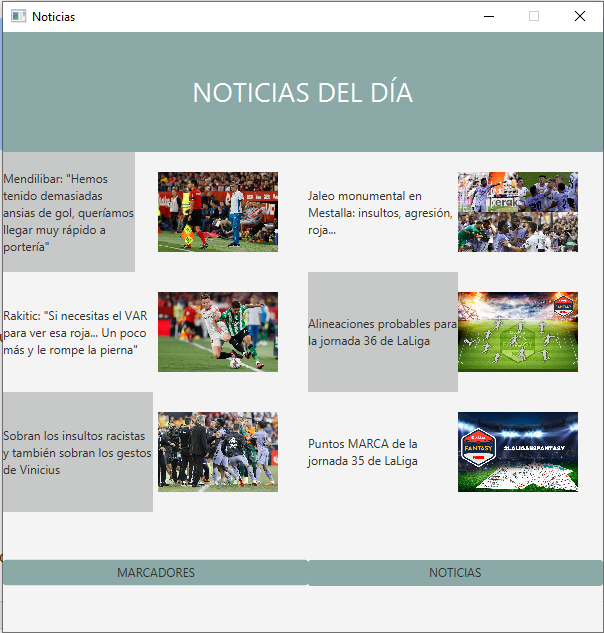 Noticias
NOTICIAS DEL DÍA
Mendilibar: "Hemos
tenido demasiadas
ansias de gol, queríamos
llegar muy rápido a
portería"
Jaleo monumental en
Mestalla: insultos, agresión,
roja...
Rakitic: "Si necesitas el VAR
para ver esa roja... Un poco
más y le rompe la pierna"
Alineaciones probables para
la jornada 36 de LaLiga
Sobran los insultos racistas
y también sobran los gestos
de Vinicius
Puntos MARCA de la
jornada 35 de LaLiga
FANTASY
#LALIGAESFANTASY
MARCADORES
NOTICIAS